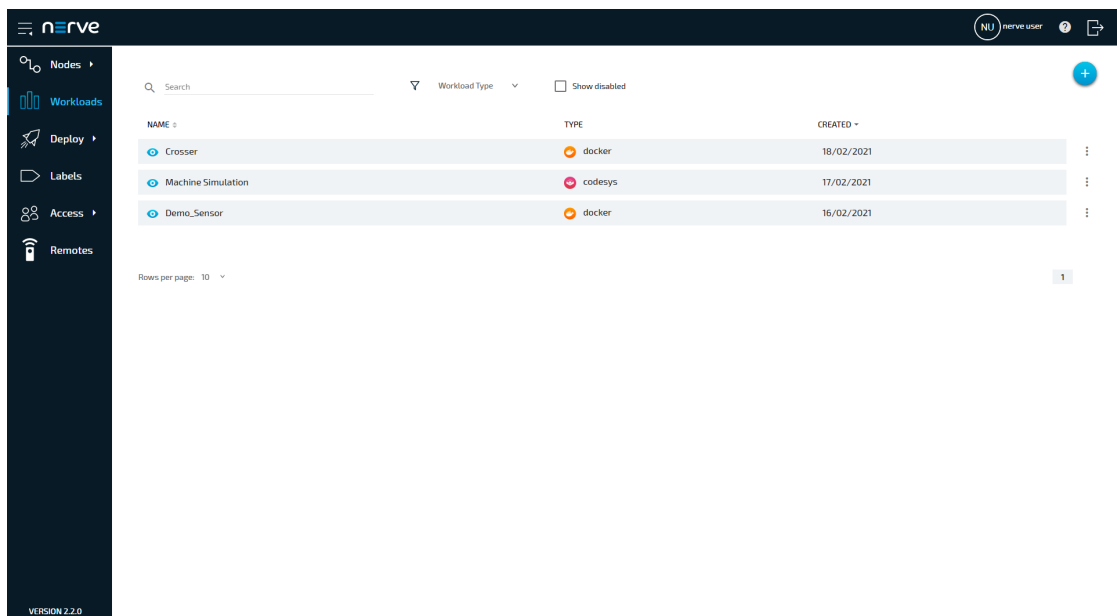 nerve
NU nerve user
Nodes
Workloads
Deploy
Labels
Access
Remotes
VERSION 2.2.0
Search
Workload Type
Show disabled
NAME TYPE CREATED
Crosser docker 18/02/2021
Machine Simulation codesys 17/02/2021
Demo_Sensor docker 16/02/2021
Rows per page: 10
1